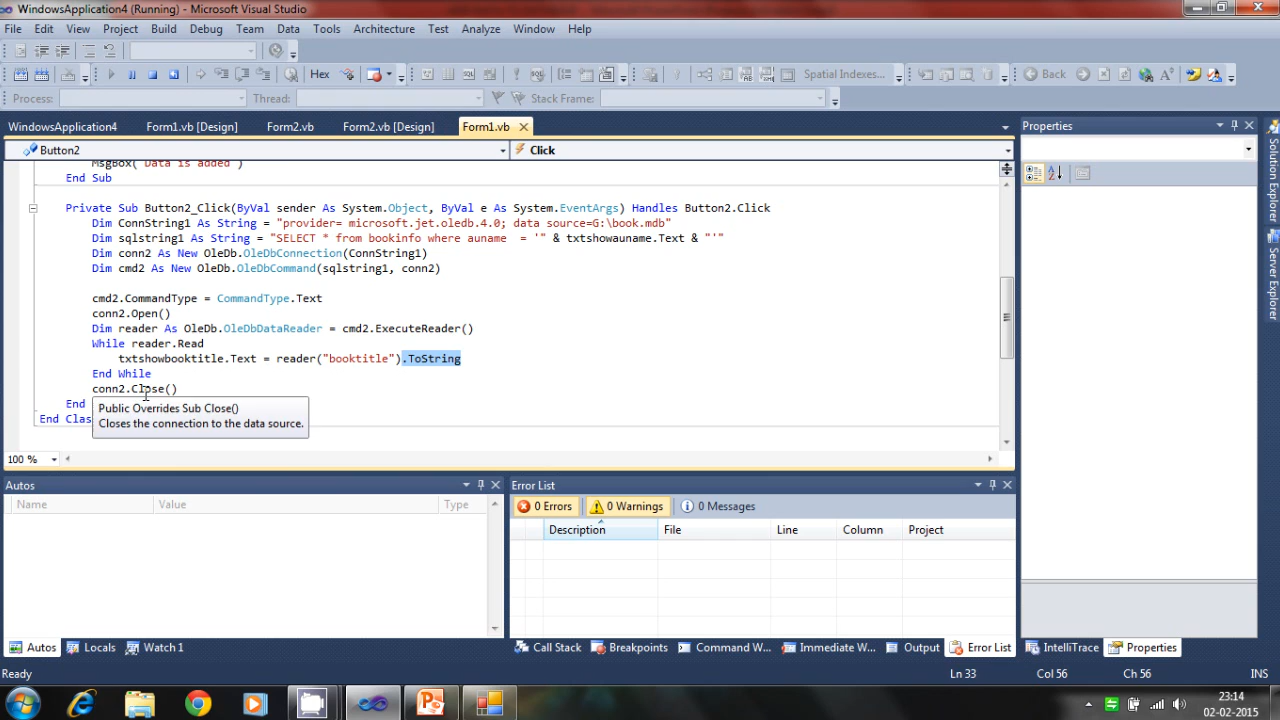 WindowsApplication4 (Running) - Microsoft Visual Studio
File Edit View Project Build Debug Team Data Tools Architecture Test Analyze Window Help
Hex Spatial Indexes... Back
Process: Thread: Stack Frame:
WindowsApplication4 Form1.vb [Design] Form2.vb Form2.vb [Design] Form1.vb
Properties
Button2 Click
MsgBox("Data is added")
End Sub
Private Sub Button2_Click(ByVal sender As System.Object, ByVal e As System.EventArgs) Handles Button2.Click
Dim ConnString1 As String = "provider= microsoft.jet.oledb.4.0; data source=G:\book.mdb"
Dim sqlstring1 As String = "SELECT * from bookinfo where auname  = '" & txtshowauname.Text & "'"
Dim conn2 As New OleDb.OleDbConnection(ConnString1)
Dim cmd2 As New OleDb.OleDbCommand(sqlstring1, conn2)
cmd2.CommandType = CommandType.Text
conn2.Open()
Dim reader As OleDb.OleDbDataReader = cmd2.ExecuteReader()
While reader.Read
txtshowbooktitle.Text = reader("booktitle").ToString
End While
conn2.Close()
End
End Clas
Public Overrides Sub Close()
Closes the connection to the data source.
Solution Explorer
Server Explorer
100 %
Autos
Name Value Type
Error List
0 Errors 0 Warnings 0 Messages
Description File Line Column Project
Autos Locals Watch 1
Call Stack Breakpoints Command W... Immediate W... Output Error List
IntelliTrace Properties
Ready Ln 33 Col 56 Ch 56 INS
23:14
02-02-2015